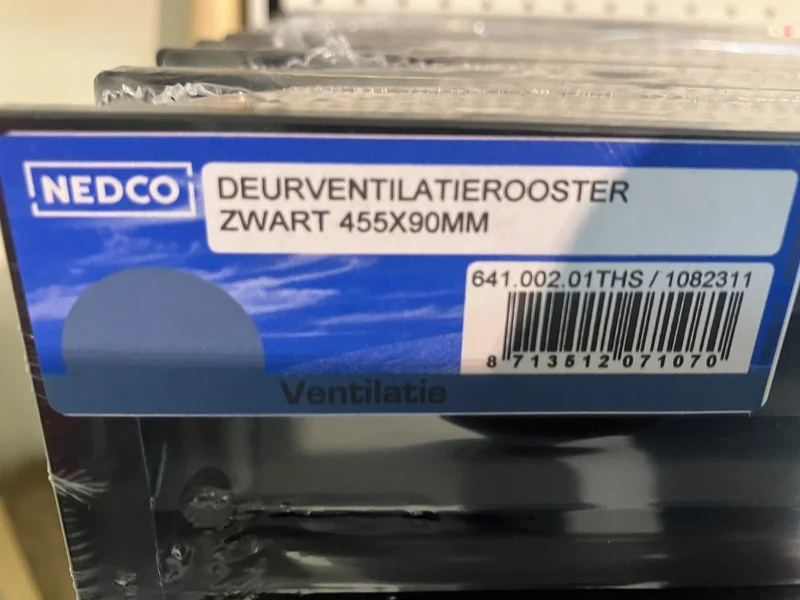 NEDCO
DEURVENTILATIEROOSTER
ZWART 455X90MM
641.002.01THS / 1082311
8 713512 071070
Ventilatie